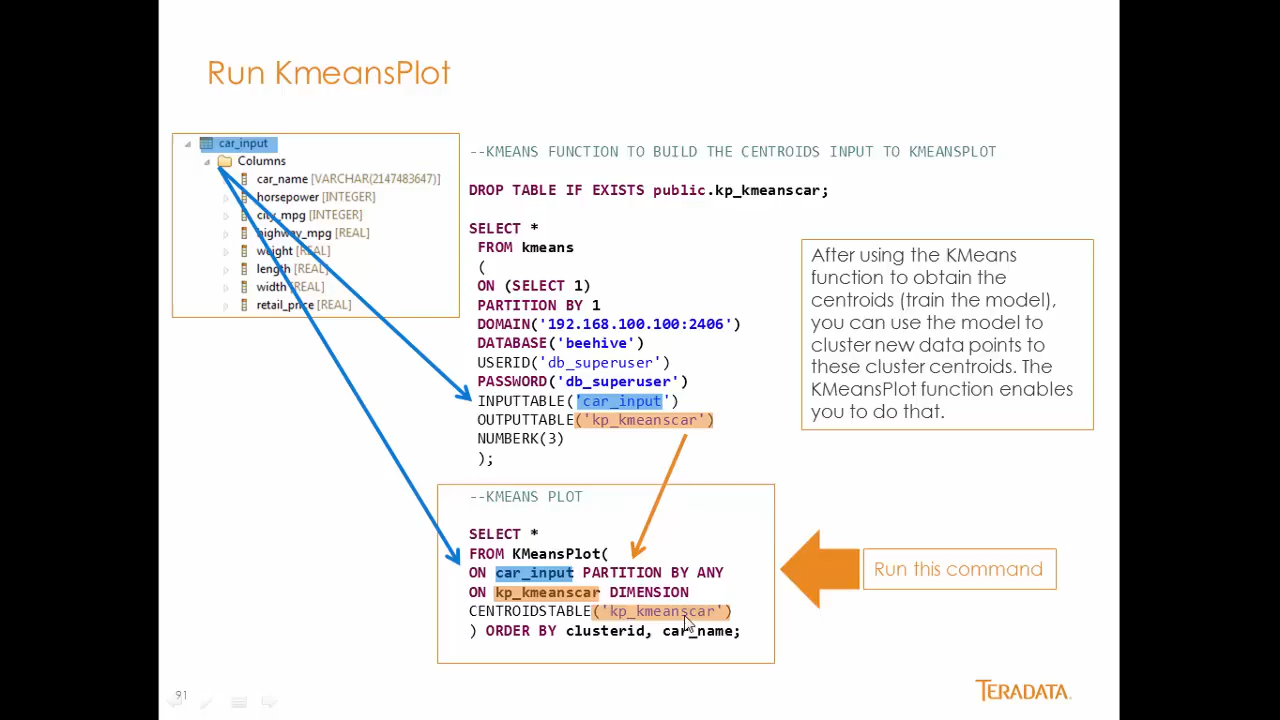 Run KmeansPlot
car_input
Columns
car_name [VARCHAR(2147483647)]
horsepower [INTEGER]
city_mpg [INTEGER]
highway_mpg [REAL]
weight [REAL]
length [REAL]
width [REAL]
retail_price [REAL]
--KMEANS FUNCTION TO BUILD THE CENTROIDS INPUT TO KMEANSPLOT
DROP TABLE IF EXISTS public.kp_kmeanscar;
SELECT *
FROM kmeans
(
ON (SELECT 1)
PARTITION BY 1
DOMAIN('192.168.100.100:2406')
DATABASE('beehive')
USERID('db_superuser')
PASSWORD('db_superuser')
INPUTTABLE('car_input')
OUTPUTTABLE('kp_kmeanscar')
NUMBERK(3)
);
After using the KMeans
function to obtain the
centroids (train the model),
you can use the model to
cluster new data points to
these cluster centroids. The
KMeansPlot function enables
you to do that.
--KMEANS PLOT
SELECT *
FROM KMeansPlot(
ON car_input PARTITION BY ANY
ON kp_kmeanscar DIMENSION
CENTROIDSTABLE('kp_kmeanscar')
) ORDER BY clusterid, car_name;
Run this command
91
TERADATA